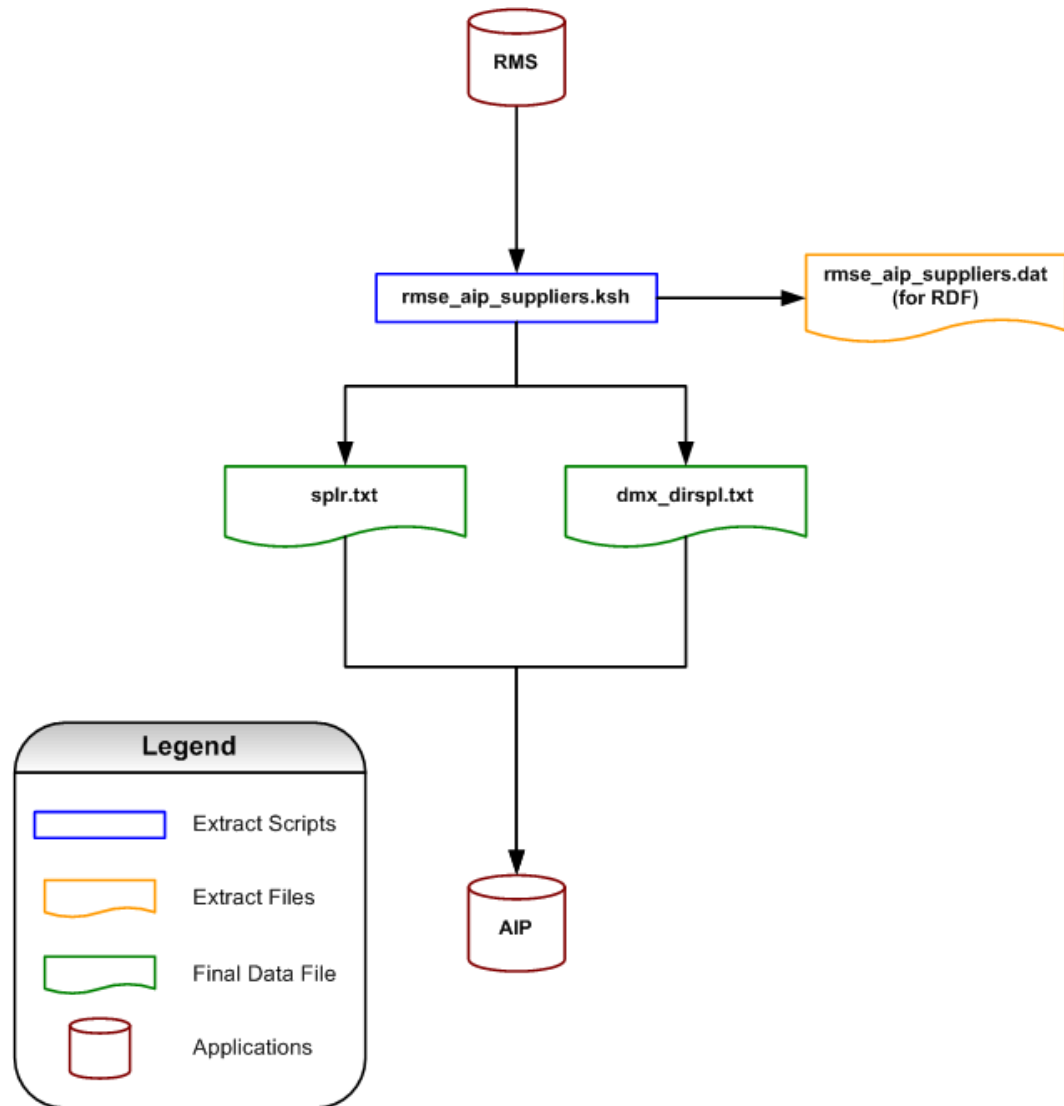 RMS
rmse_aip_suppliers.ksh
rmse_aip_suppliers.dat
(for RDF)
splr.txt
dmx_dirspl.txt
AIP
Legend
Extract Scripts
Extract Files
Final Data File
Applications